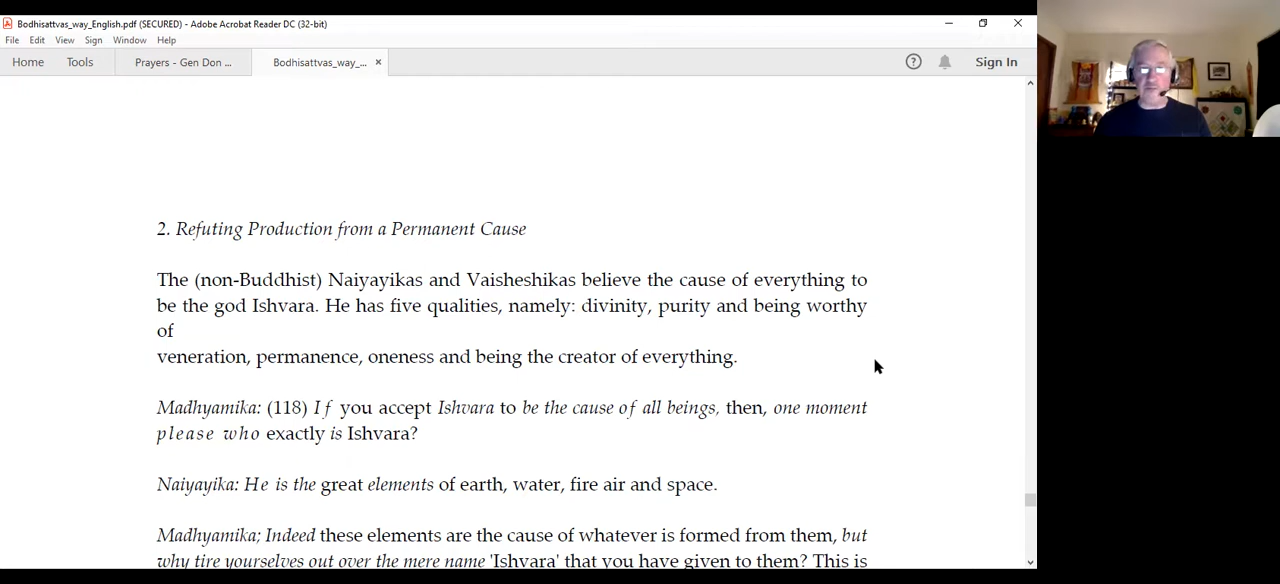 Bodhisattvas_way_English.pdf (SECURED) - Adobe Acrobat Reader DC (32-bit)
File Edit View Sign Window Help
Home Tools Prayers - Gen Don ... Bodhisattvas_way_... × Sign In
2. Refuting Production from a Permanent Cause
The (non-Buddhist) Naiyayikas and Vaisheshikas believe the cause of everything to
be the god Ishvara. He has five qualities, namely: divinity, purity and being worthy
of
veneration, permanence, oneness and being the creator of everything.
Madhyamika: (118) If you accept Ishvara to be the cause of all beings, then, one moment
please who exactly is Ishvara?
Naiyayika: He is the great elements of earth, water, fire air and space.
Madhyamika; Indeed these elements are the cause of whatever is formed from them, but
why tire yourselves out over the mere name 'Ishvara' that you have given to them? This is